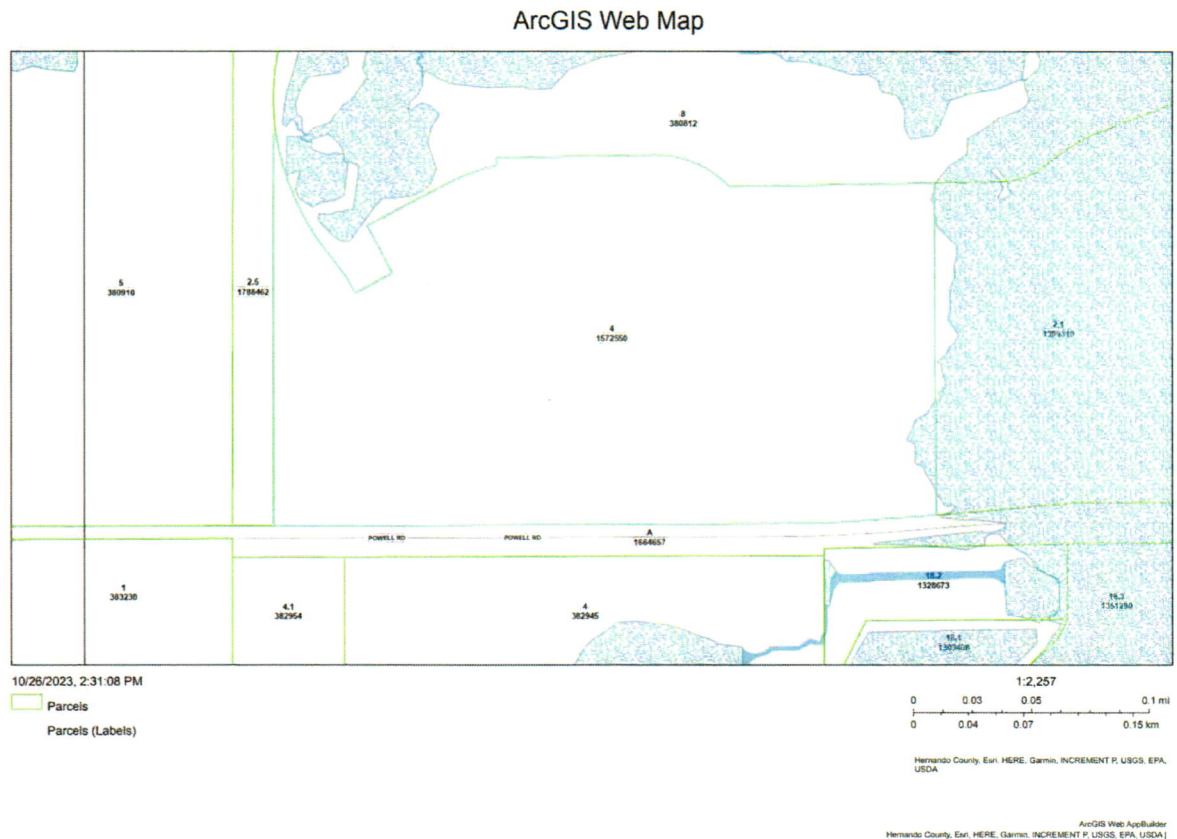 ArcGIS Web Map
8
380812
5
380910
2.5
1788462
4
1572550
2.1
POWELL RD
POWELL RD
A
1664657
1
383230
4.1
382954
4
382945
18.2
1328673
18.1
10/26/2023, 2:31:08 PM
Parcels
Parcels (Labels)
1:2,257
0 0.03 0.05 0.1 mi
0 0.04 0.07 0.15 km
Hernando County, Esri, HERE, Garmin, INCREMENT P, USGS, EPA,
USDA
ArcGIS Web AppBuilder
Hernando County, Esri, HERE, Garmin, INCREMENT P, USGS, EPA, USDA |